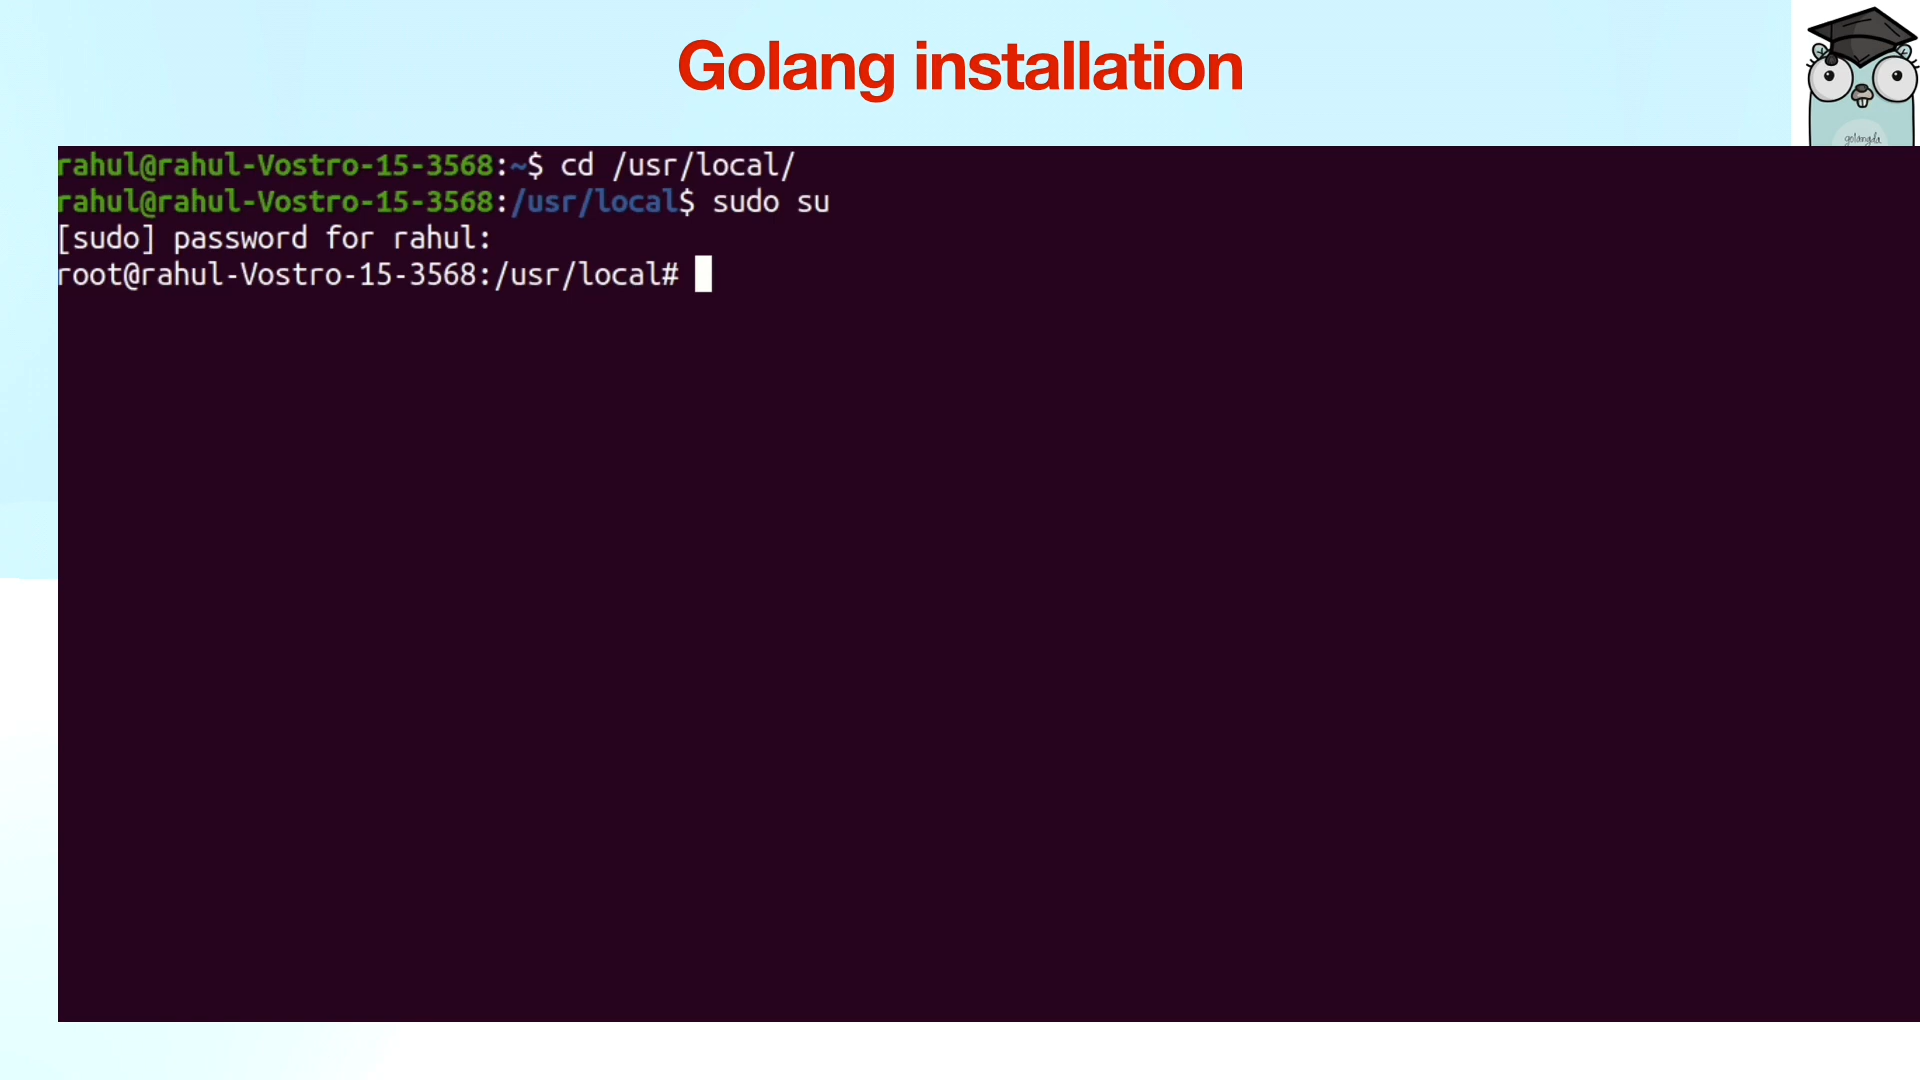 Golang installation
golangda
rahul@rahul-Vostro-15-3568:~$ cd /usr/local/
rahul@rahul-Vostro-15-3568:/usr/local$ sudo su
[sudo] password for rahul:
root@rahul-Vostro-15-3568:/usr/local#